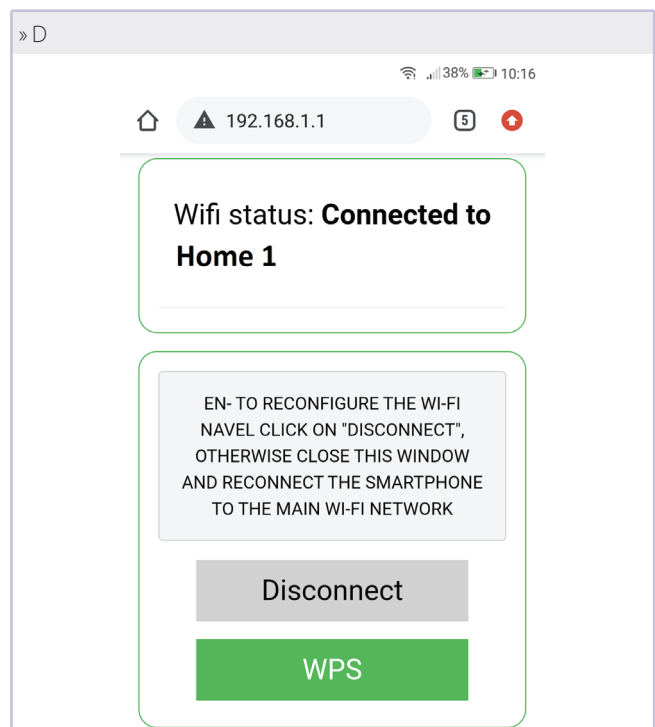 » D
38% 10:16
192.168.1.1 5
Wifi status: Connected to
Home 1
EN- TO RECONFIGURE THE WI-FI
NAVEL CLICK ON "DISCONNECT",
OTHERWISE CLOSE THIS WINDOW
AND RECONNECT THE SMARTPHONE
TO THE MAIN WI-FI NETWORK
Disconnect
WPS